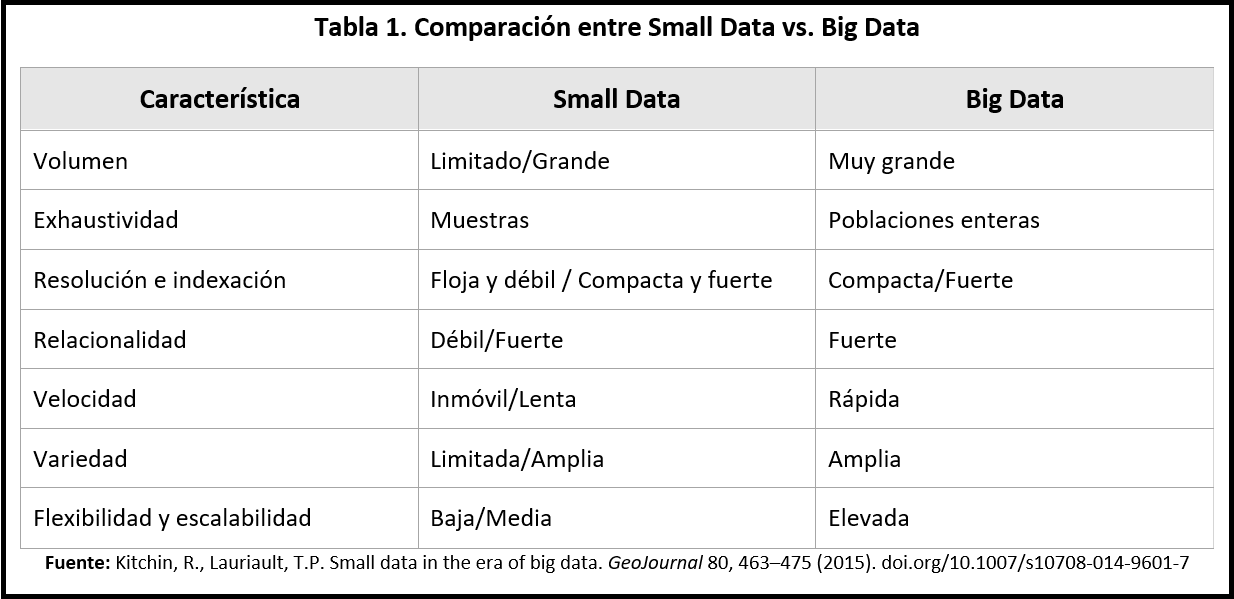 Tabla 1. Comparación entre Small Data vs. Big Data
Característica Small Data Big Data
Volumen Limitado/Grande Muy grande
Exhaustividad Muestras Poblaciones enteras
Resolución e indexación Floja y débil / Compacta y fuerte Compacta/Fuerte
Relacionalidad Débil/Fuerte Fuerte
Velocidad Inmóvil/Lenta Rápida
Variedad Limitada/Amplia Amplia
Flexibilidad y escalabilidad Baja/Media Elevada
Fuente: Kitchin, R., Lauriault, T.P. Small data in the era of big data. GeoJournal 80, 463–475 (2015). doi.org/10.1007/s10708-014-9601-7